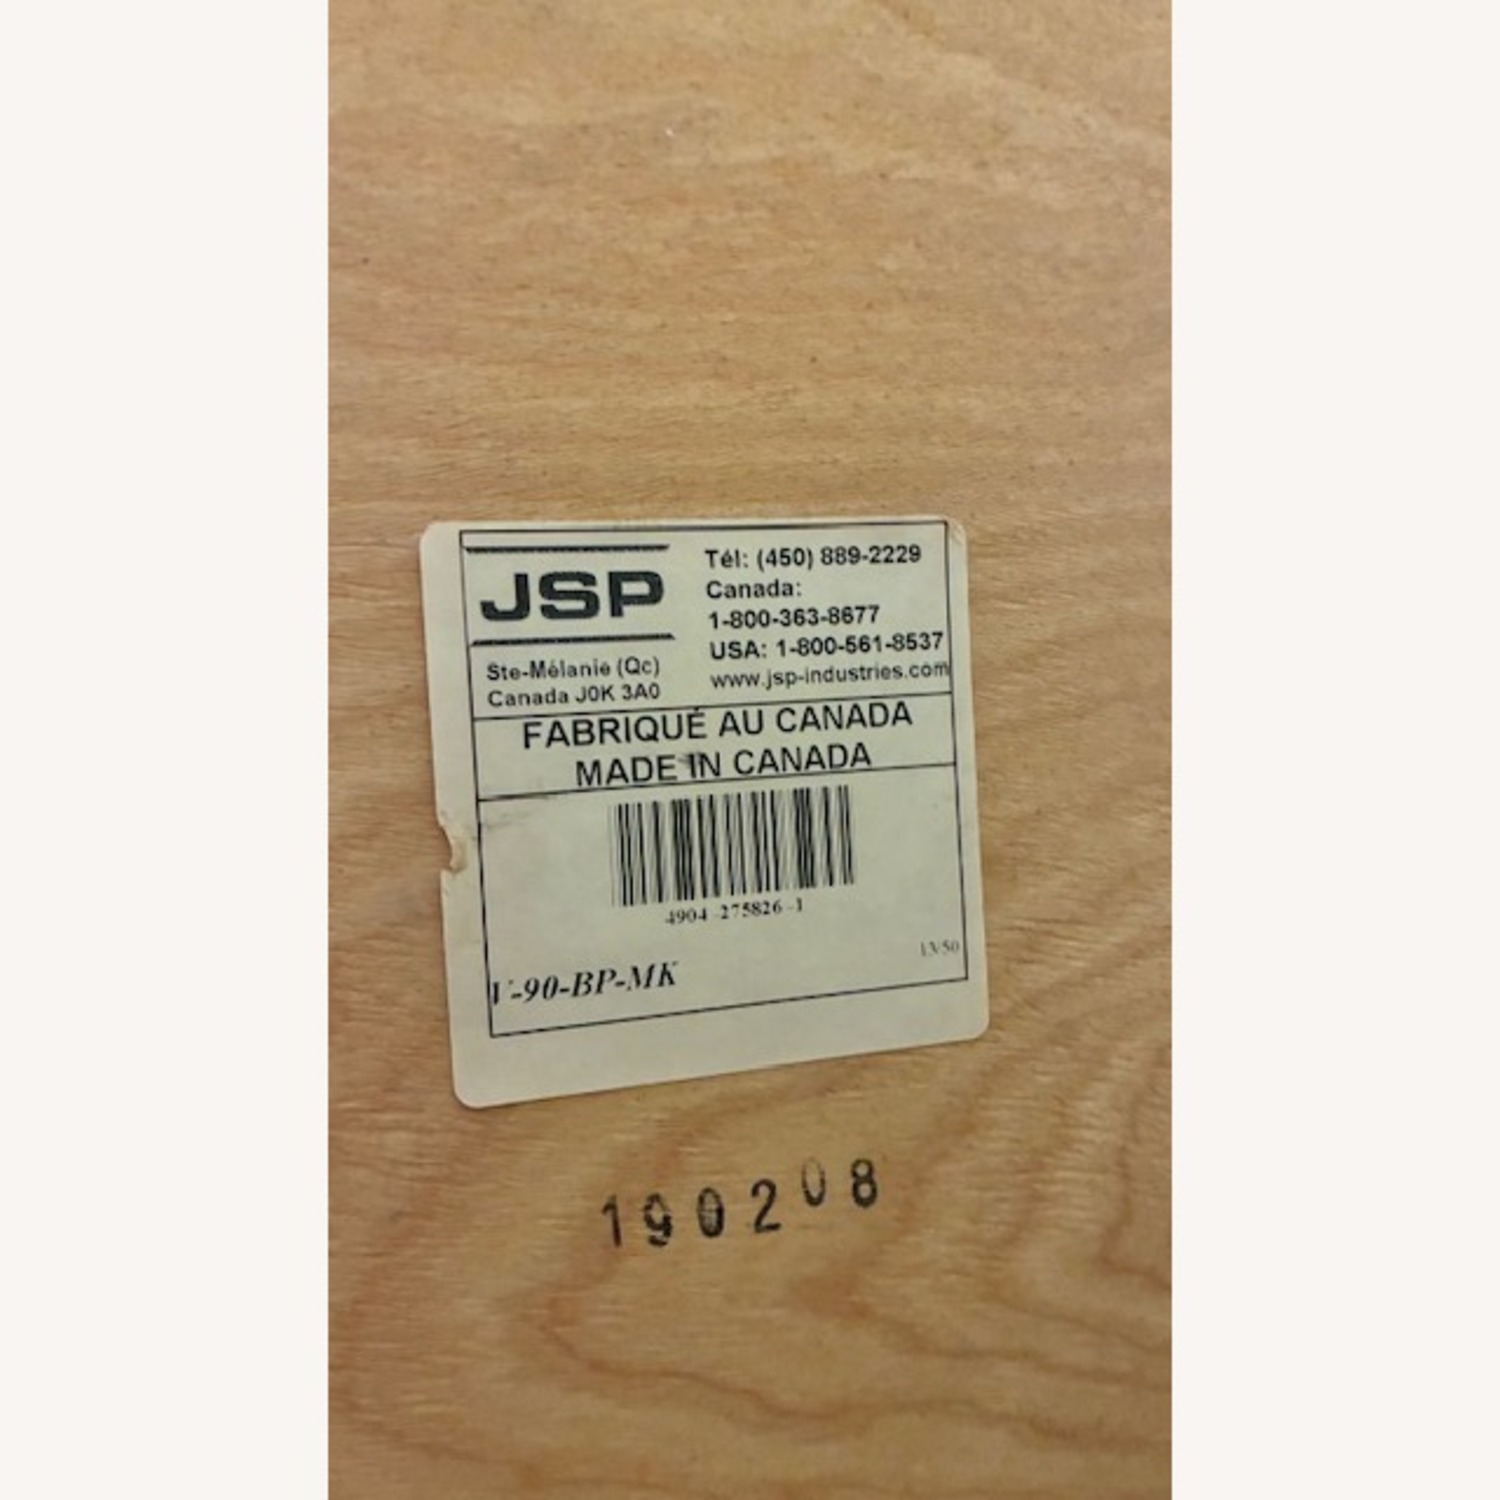 JSP
Ste-Mélanie (Qc)
Canada J0K 3A0
Tél: (450) 889-2229
Canada:
1-800-363-8677
USA: 1-800-561-8537
www.jsp-industries.com
FABRIQUÉ AU CANADA
MADE IN CANADA
4904-275826-1
V-90-BP-MK
190208